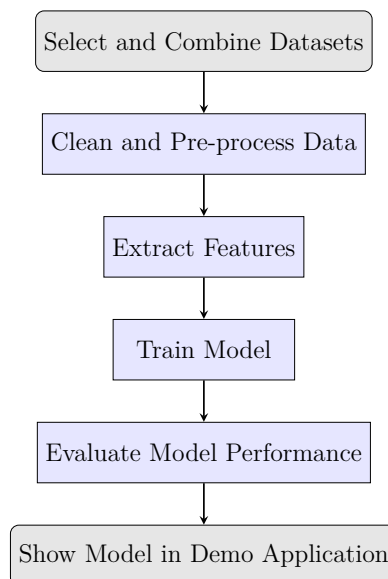 Select and Combine Datasets
Clean and Pre-process Data
Extract Features
Train Model
Evaluate Model Performance
Show Model in Demo Application